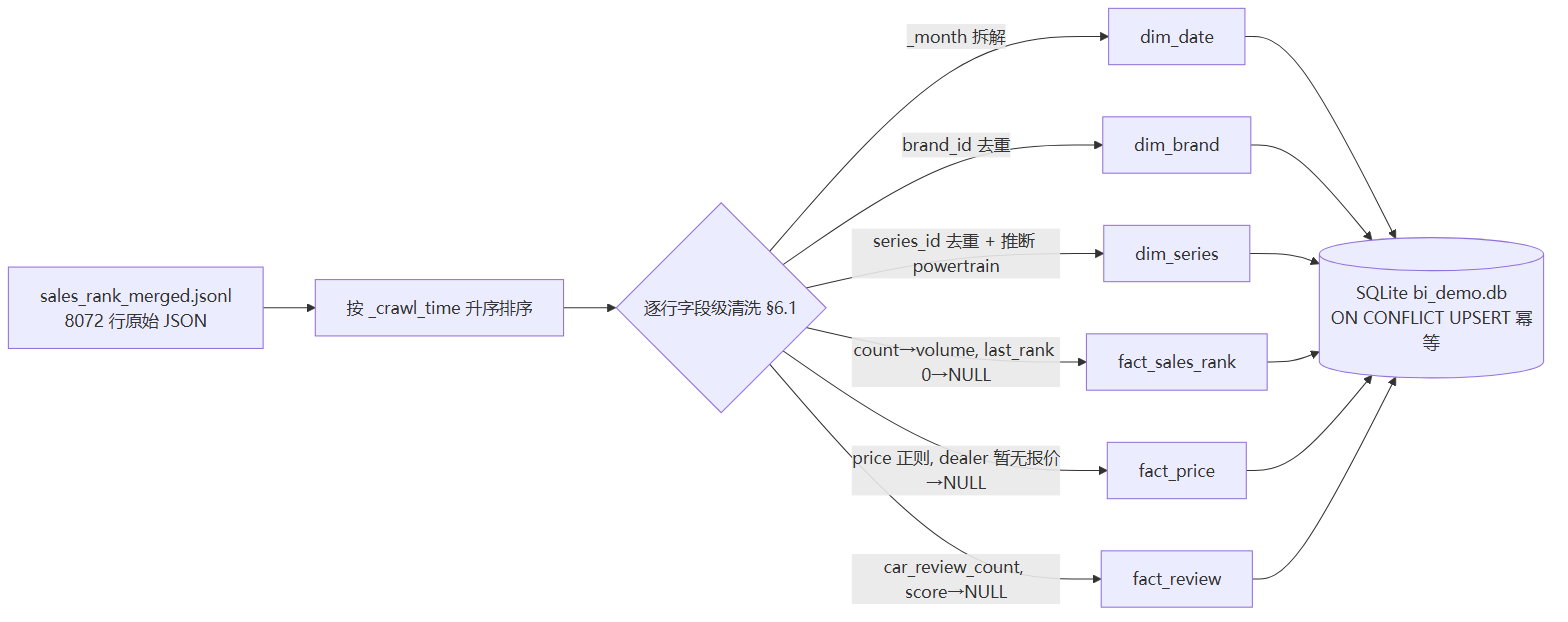 sales_rank_merged.jsonl
8072 行原始 JSON
按 _crawl_time 升序排序
逐行字段级清洗 §6.1
_month 拆解
dim_date
brand_id 去重
dim_brand
series_id 去重 + 推断
powertrain
dim_series
count→volume, last_rank
0→NULL
fact_sales_rank
price 正则, dealer 暂无报价
→NULL
fact_price
car_review_count,
score→NULL
fact_review
SQLite bi_demo.db
ON CONFLICT UPSERT 幂
等